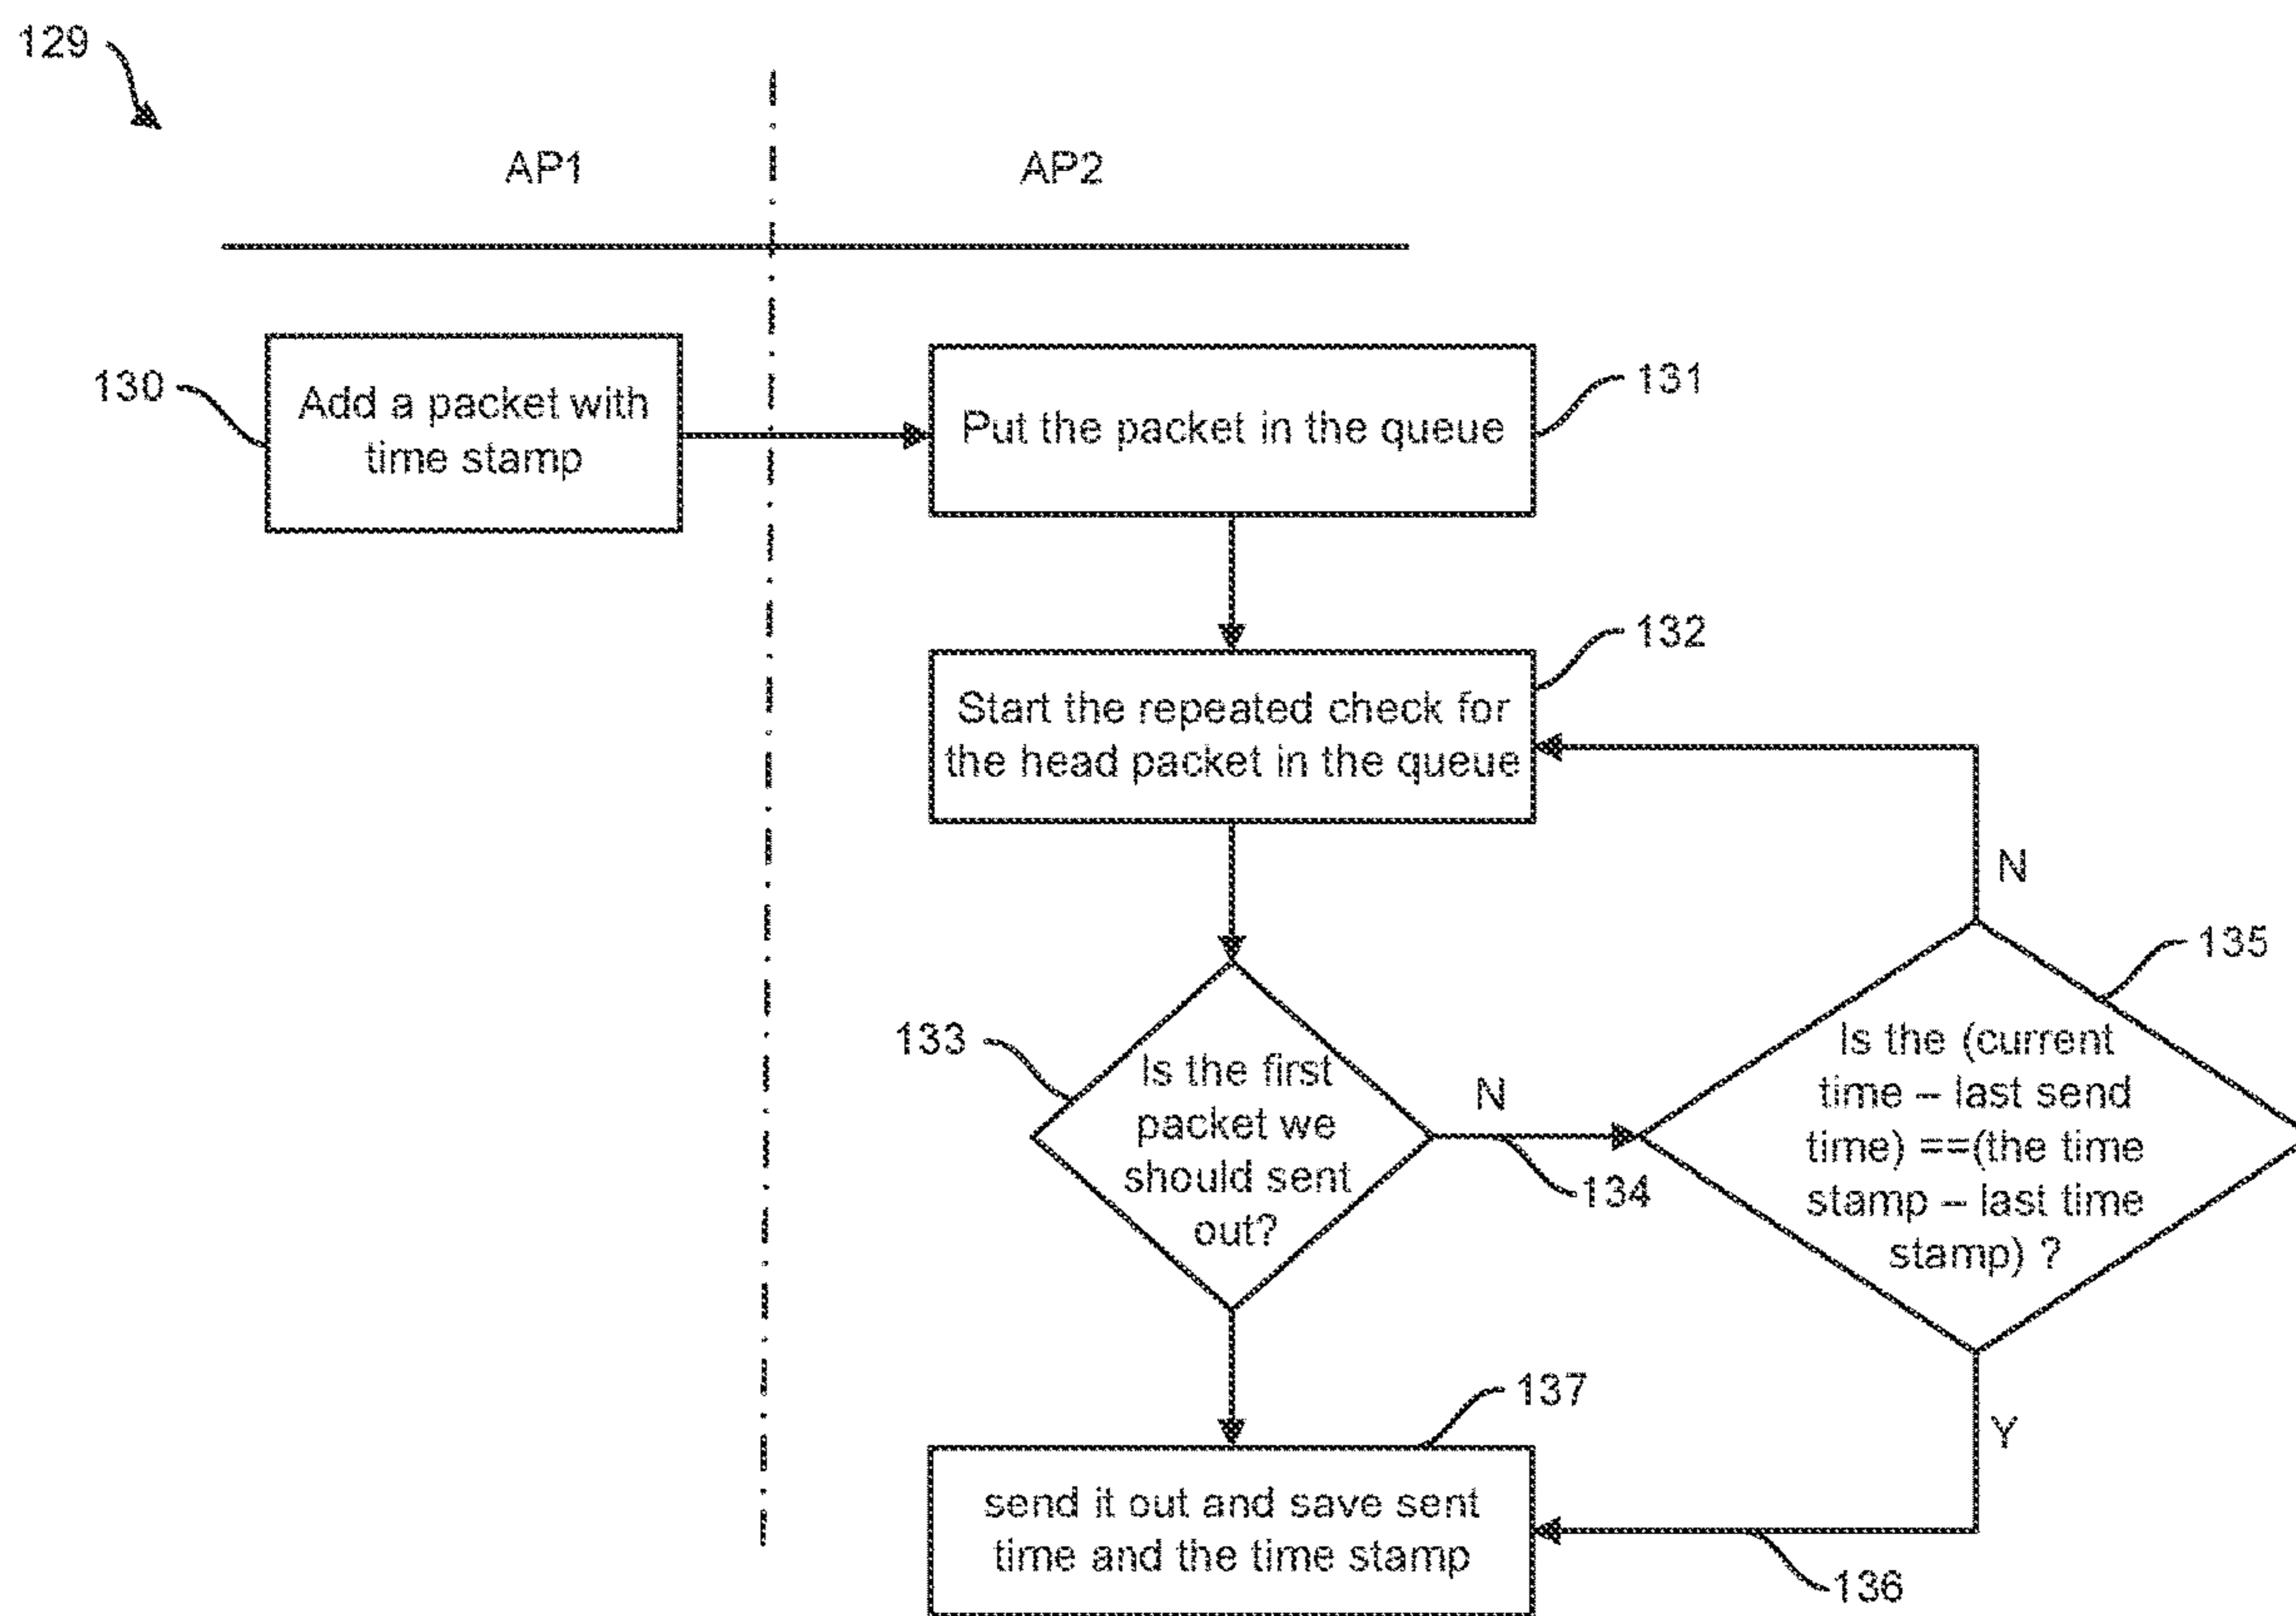 129
AP1
AP2
130
Add a packet with
time stamp
Put the packet in the queue
131
132
Start the repeated check for
the head packet in the queue
N
135
133
Is the first
packet we
should sent
out?
N
134
Is the (current
time – last send
time) ==(the time
stamp – last time
stamp) ?
137
Y
send it out and save sent
time and the time stamp
136